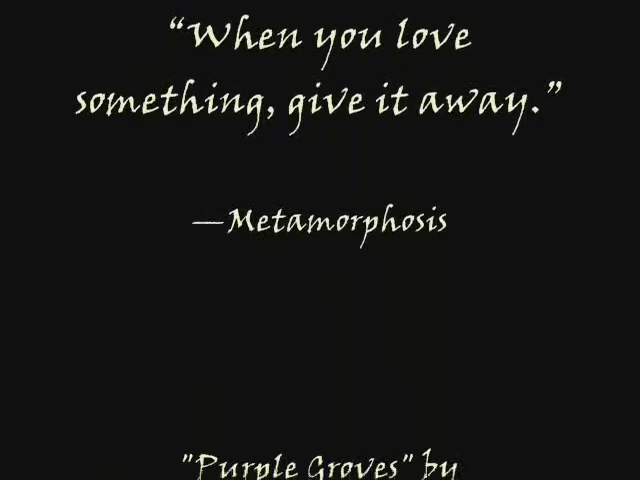 “When you love
something, give it away.”
—Metamorphosis
"Purple Groves" by